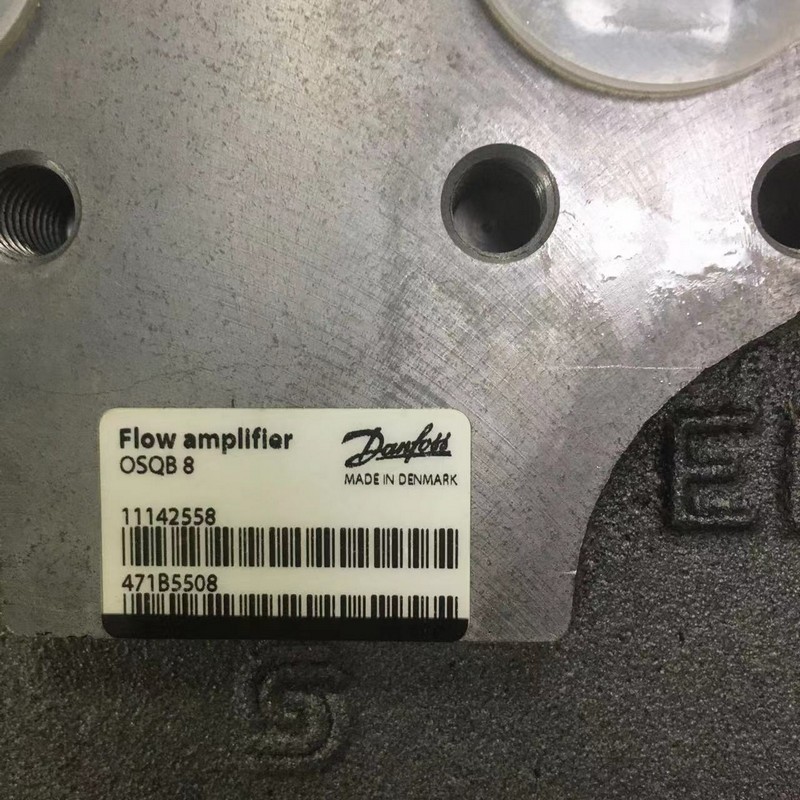 Flow amplifier
OSQB 8
Danfoss
MADE IN DENMARK
11142558
471B5508
E
S